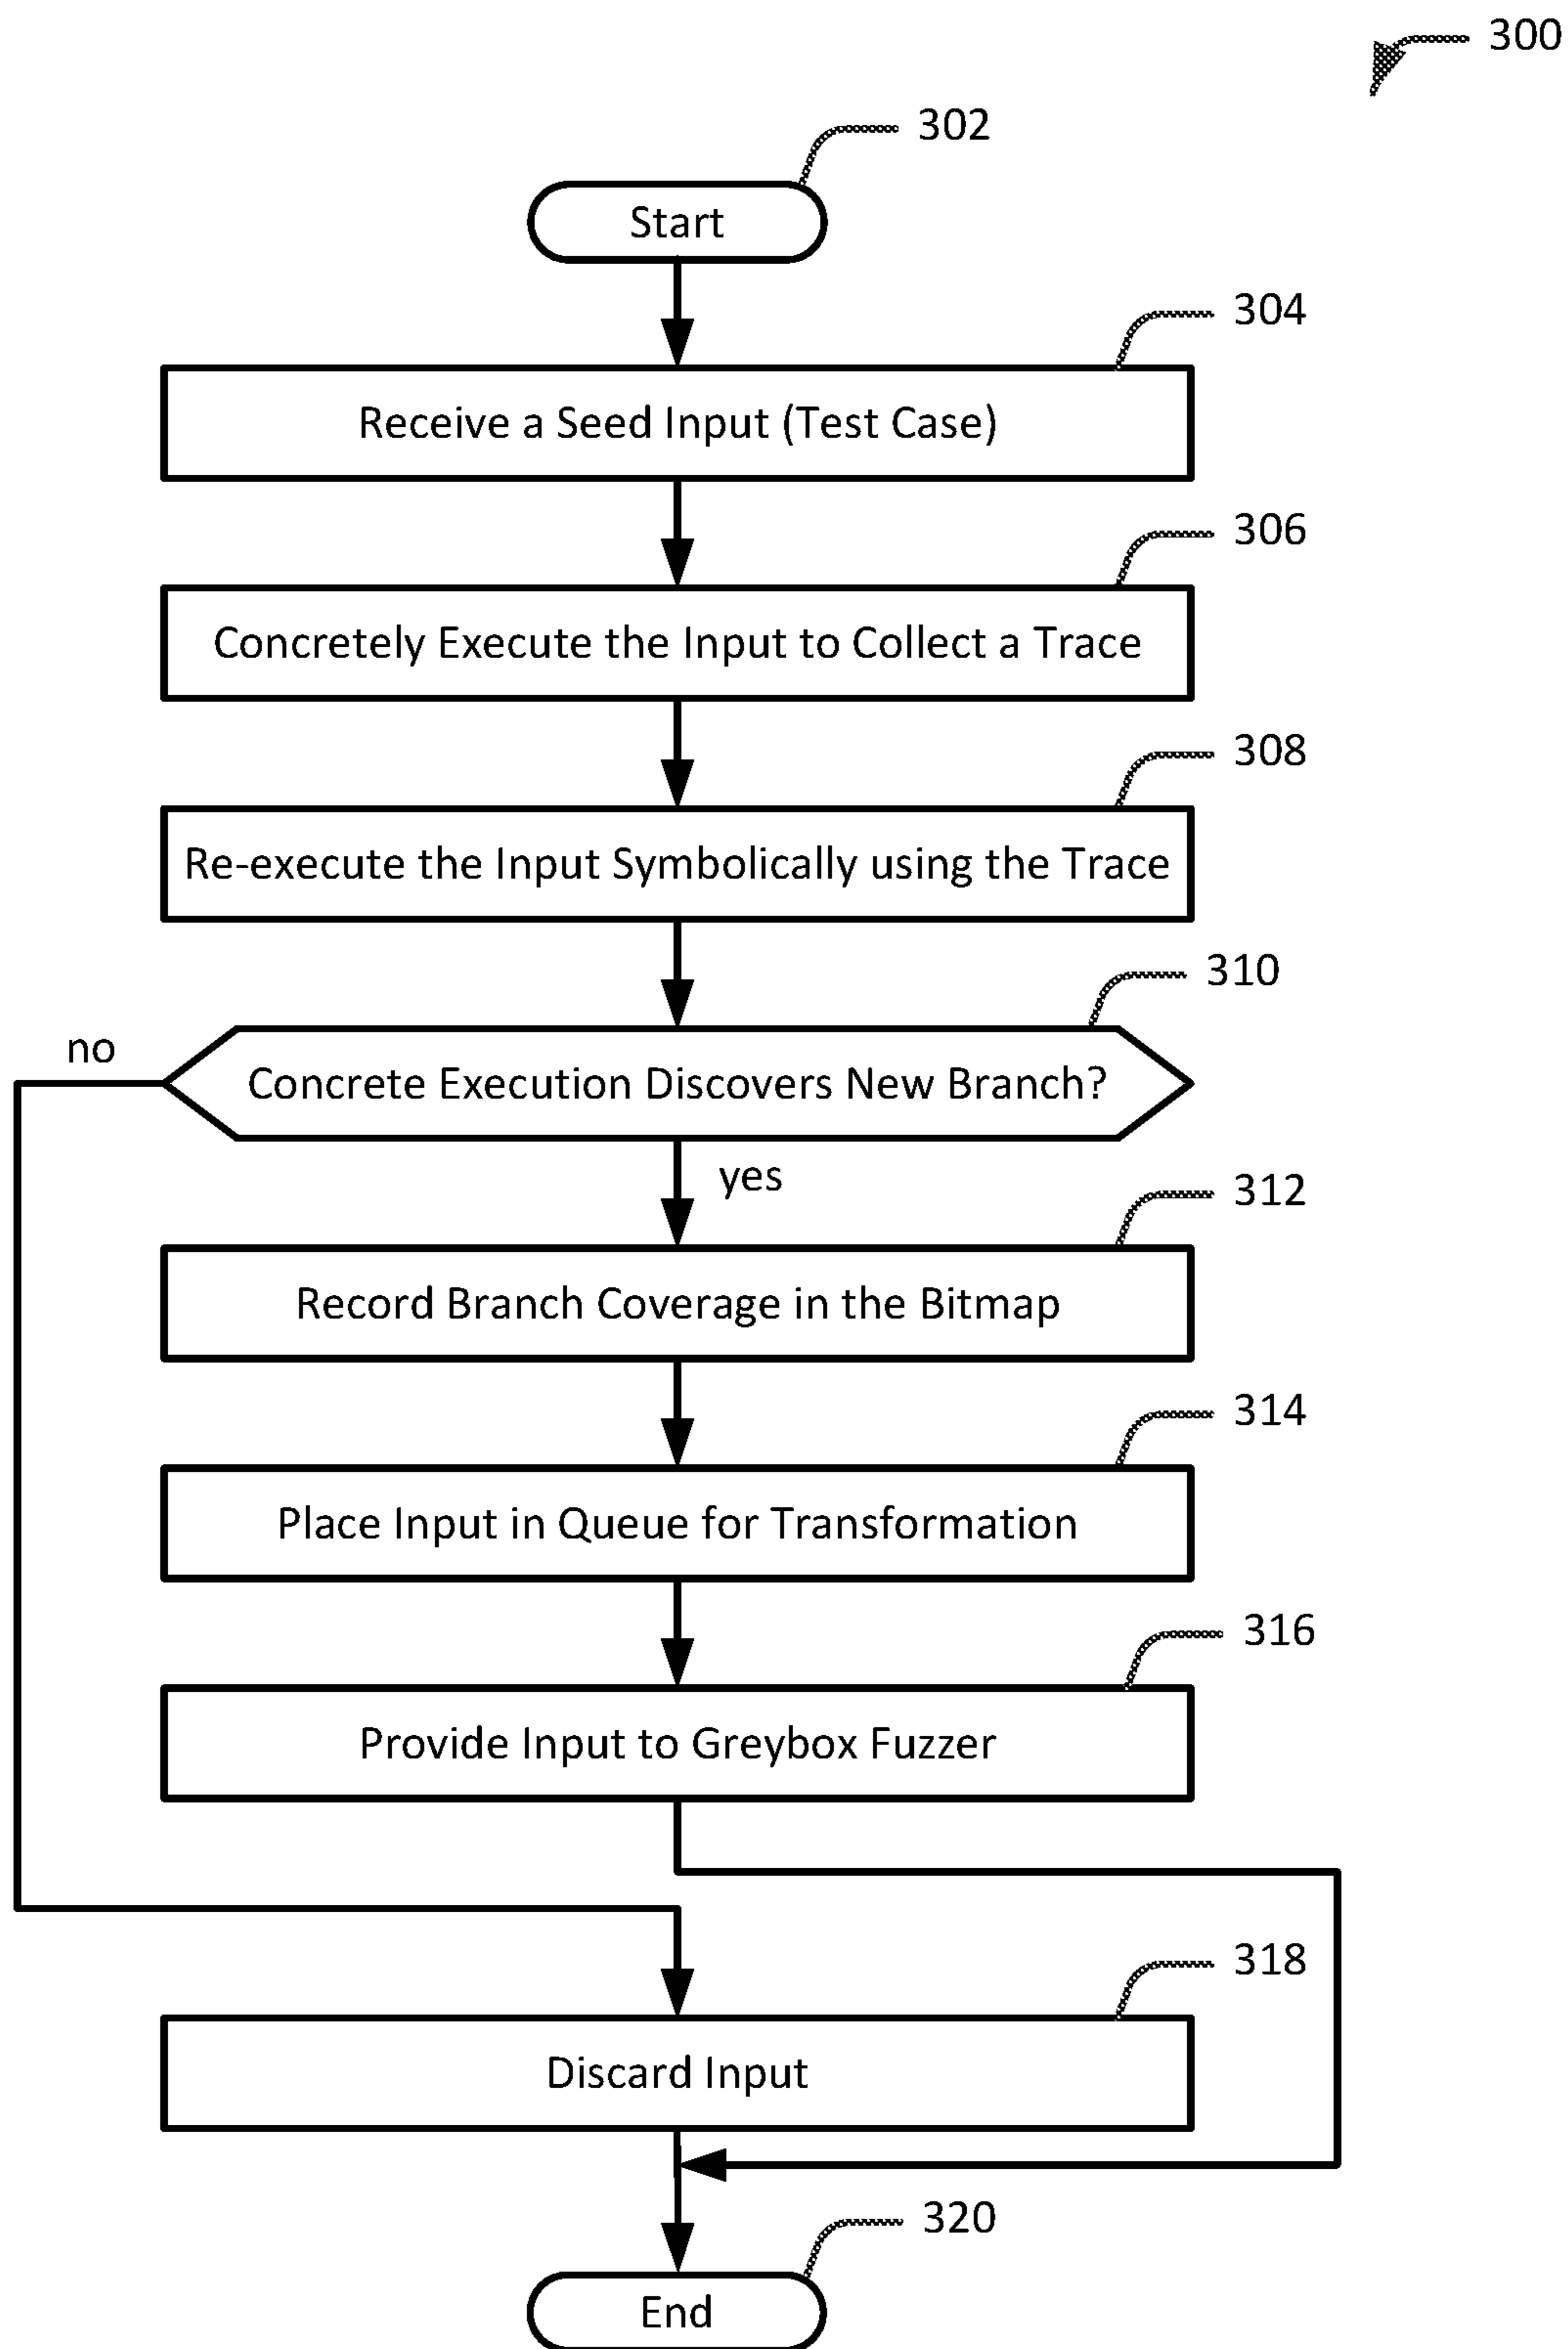 300
302
Start
304
Receive a Seed Input (Test Case)
306
Concretely Execute the Input to Collect a Trace
308
Re-execute the Input Symbolically using the Trace
310
no
Concrete Execution Discovers New Branch?
yes
312
Record Branch Coverage in the Bitmap
314
Place Input in Queue for Transformation
316
Provide Input to Greybox Fuzzer
318
Discard Input
320
End